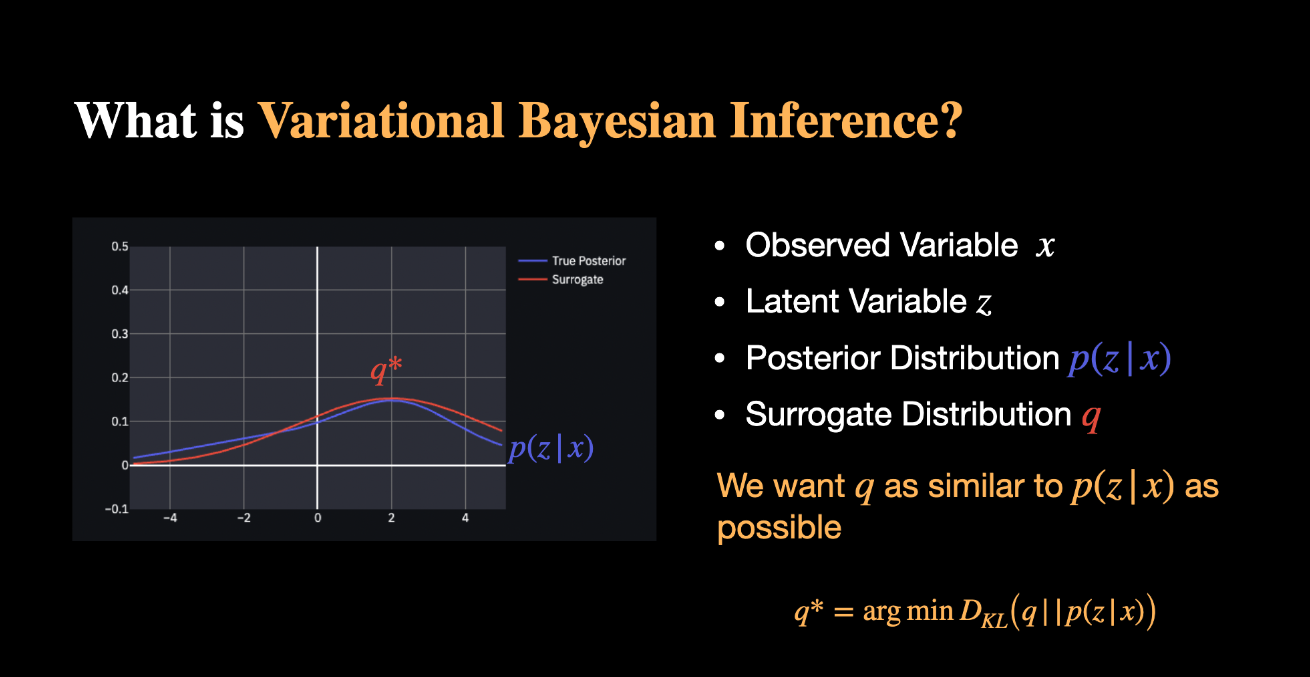 What is Variational Bayesian Inference?
0.5
0.4
0.3
0.2
0.1
0
−0.1
−4
−2
0
2
4
True Posterior
Surrogate
q*
p(z|x)
• Observed Variable x
• Latent Variable z
• Posterior Distribution p(z|x)
• Surrogate Distribution q
We want q as similar to p(z|x) as
possible
q* = arg min D_KL(q||p(z|x))